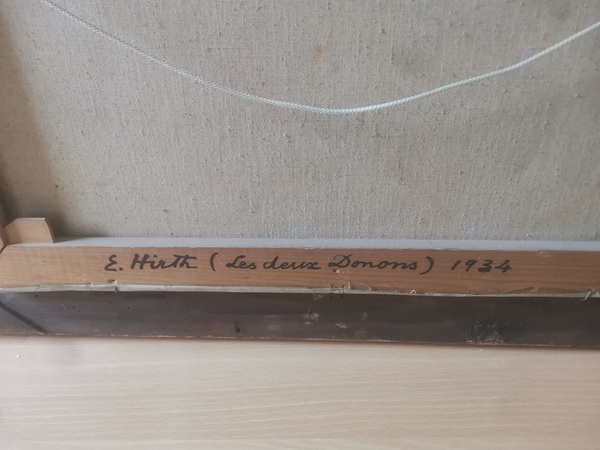 E. Hirth (Les deux Donons) 1934